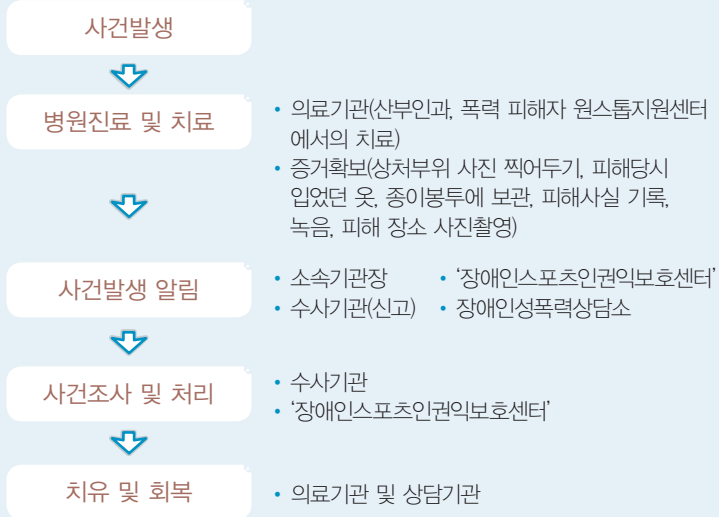 사건발생
병원진료 및 치료
• 의료기관(산부인과, 폭력 피해자 원스톱지원센터
에서의 치료)
• 증거확보(상처부위 사진 찍어두기, 피해당시
입었던 옷, 종이봉투에 보관, 피해사실 기록,
녹음, 피해 장소 사진촬영)
사건발생 알림
• 소속기관장 • ‘장애인스포츠인권익보호센터’
• 수사기관(신고) • 장애인성폭력상담소
사건조사 및 처리
• 수사기관
• ‘장애인스포츠인권익보호센터’
치유 및 회복
• 의료기관 및 상담기관